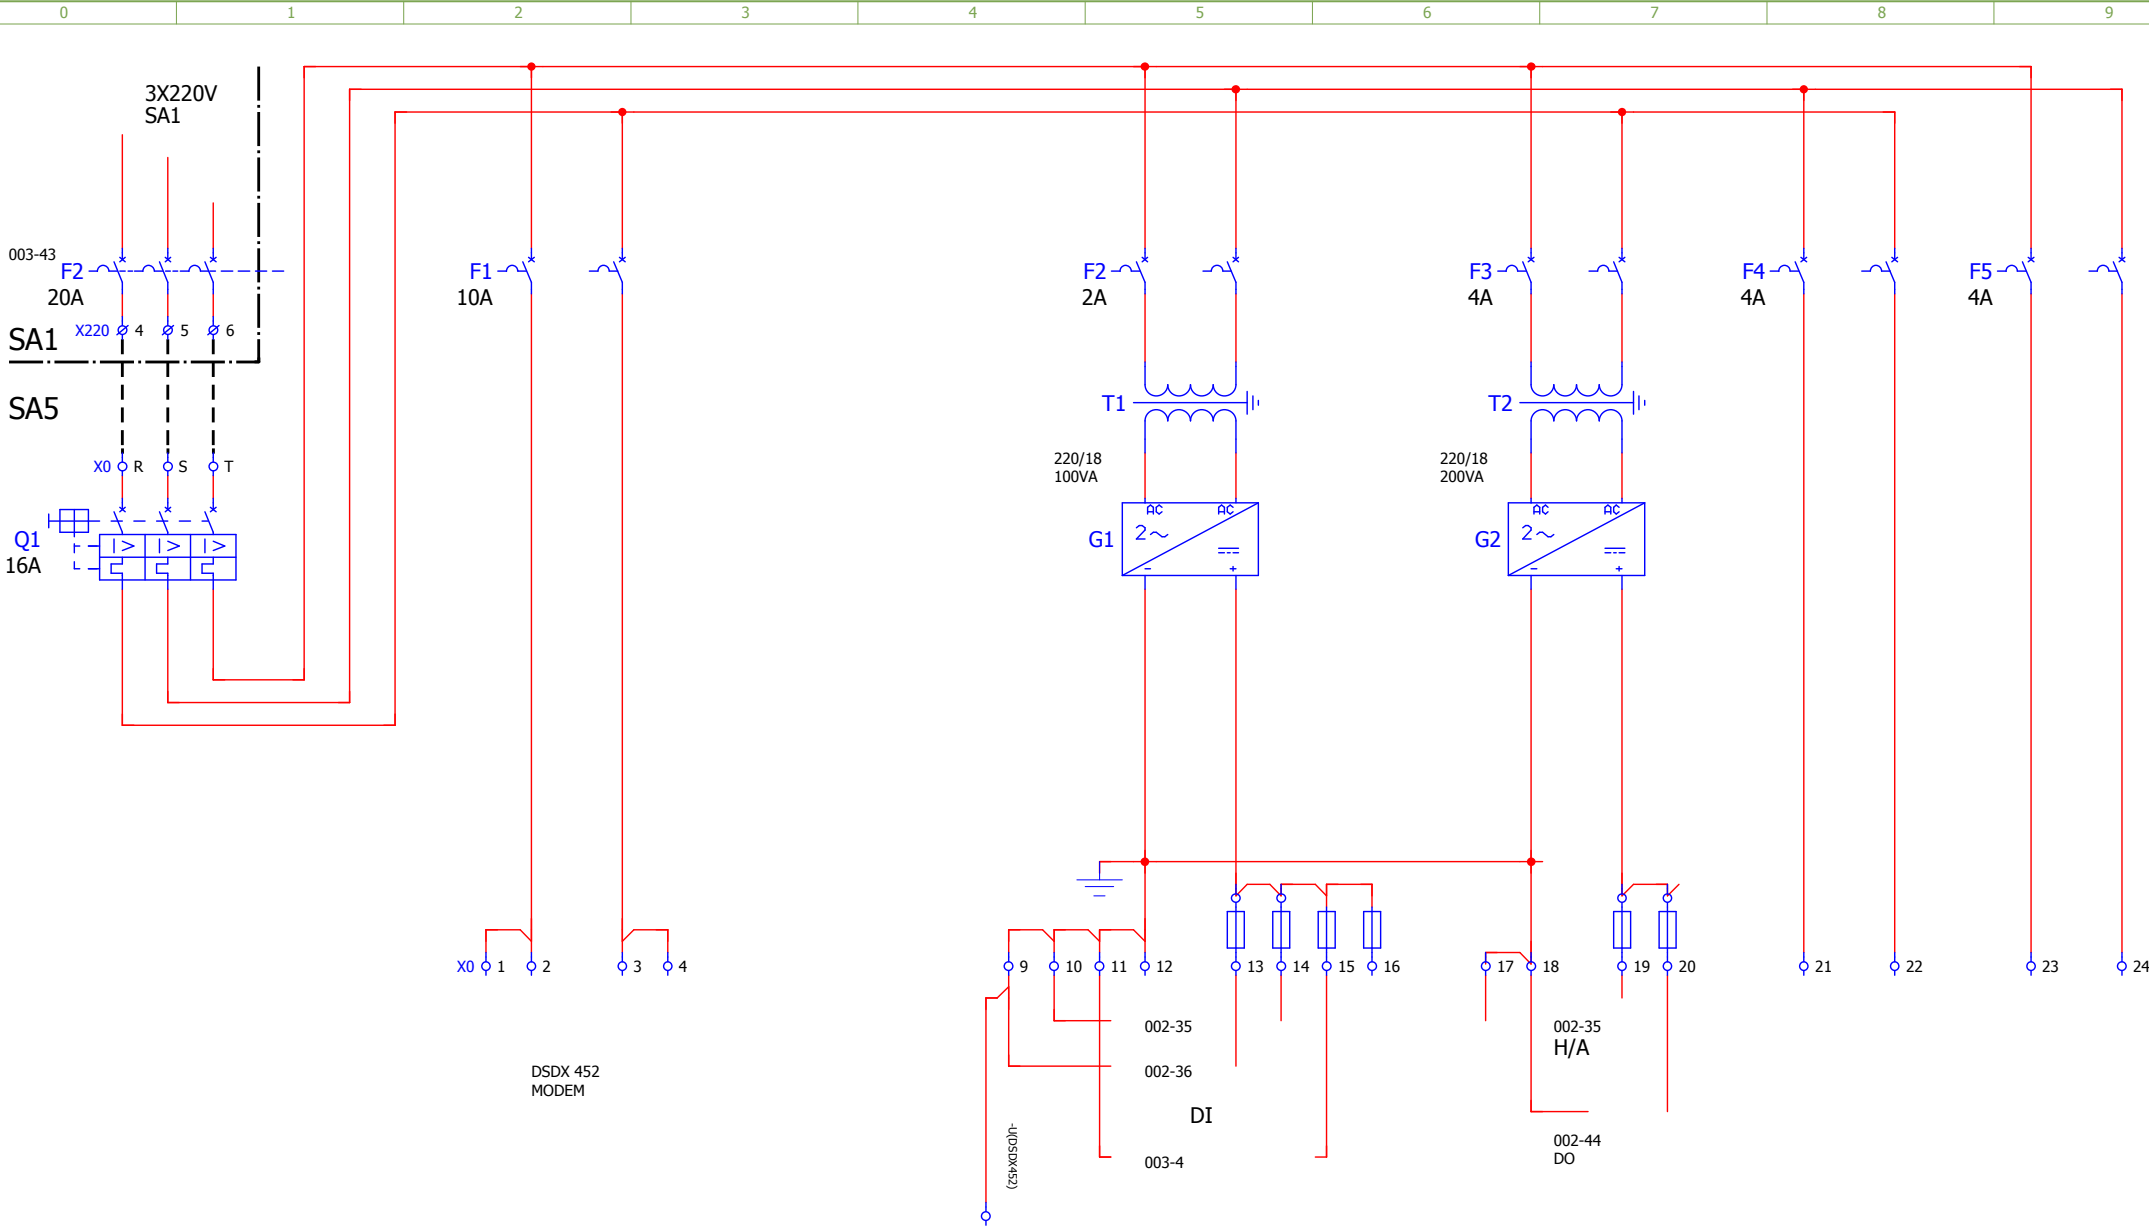 0 1 2 3 4 5 6 7 8 9
3X220V
SA1
003-43
F2
20A
F1
10A
F2
2A
F3
4A
F4
4A
F5
4A
X220 4 5 6
SA1
SA5
T1
T2
220/18
100VA
220/18
200VA
X0 R S T
Q1
16A
I> I> I>
G1
AC AC
2~
- +
G2
AC AC
2~
- +
X0 1 2 3 4 9 10 11 12 13 14 15 16 17 18 19 20 21 22 23 24
002-35
002-35
H/A
DSDX 452
MODEM
002-36
DI
003-4
002-44
DO
-U(DSDX452)